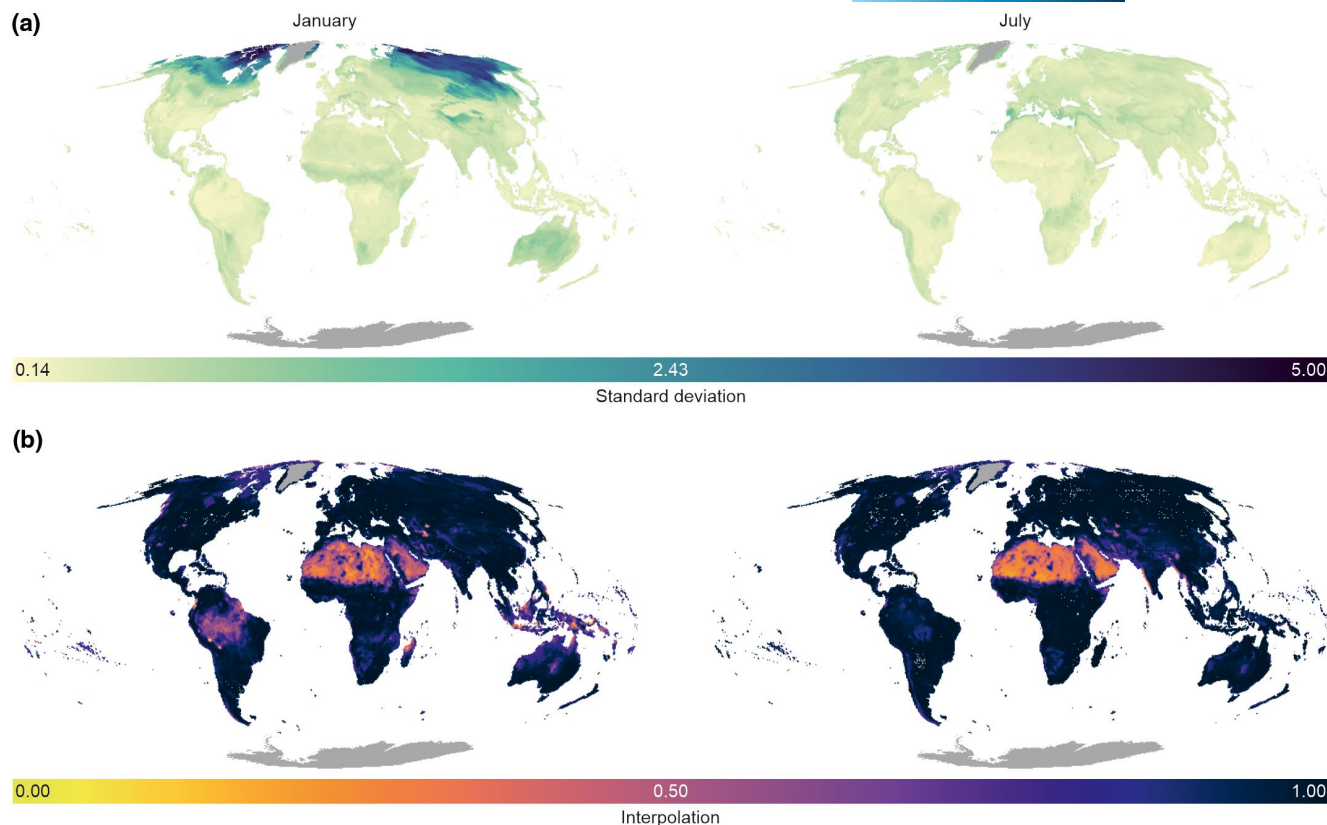 (a)
January
July
0.14 2.43 5.00
Standard deviation
(b)
0.00 0.50 1.00
Interpolation